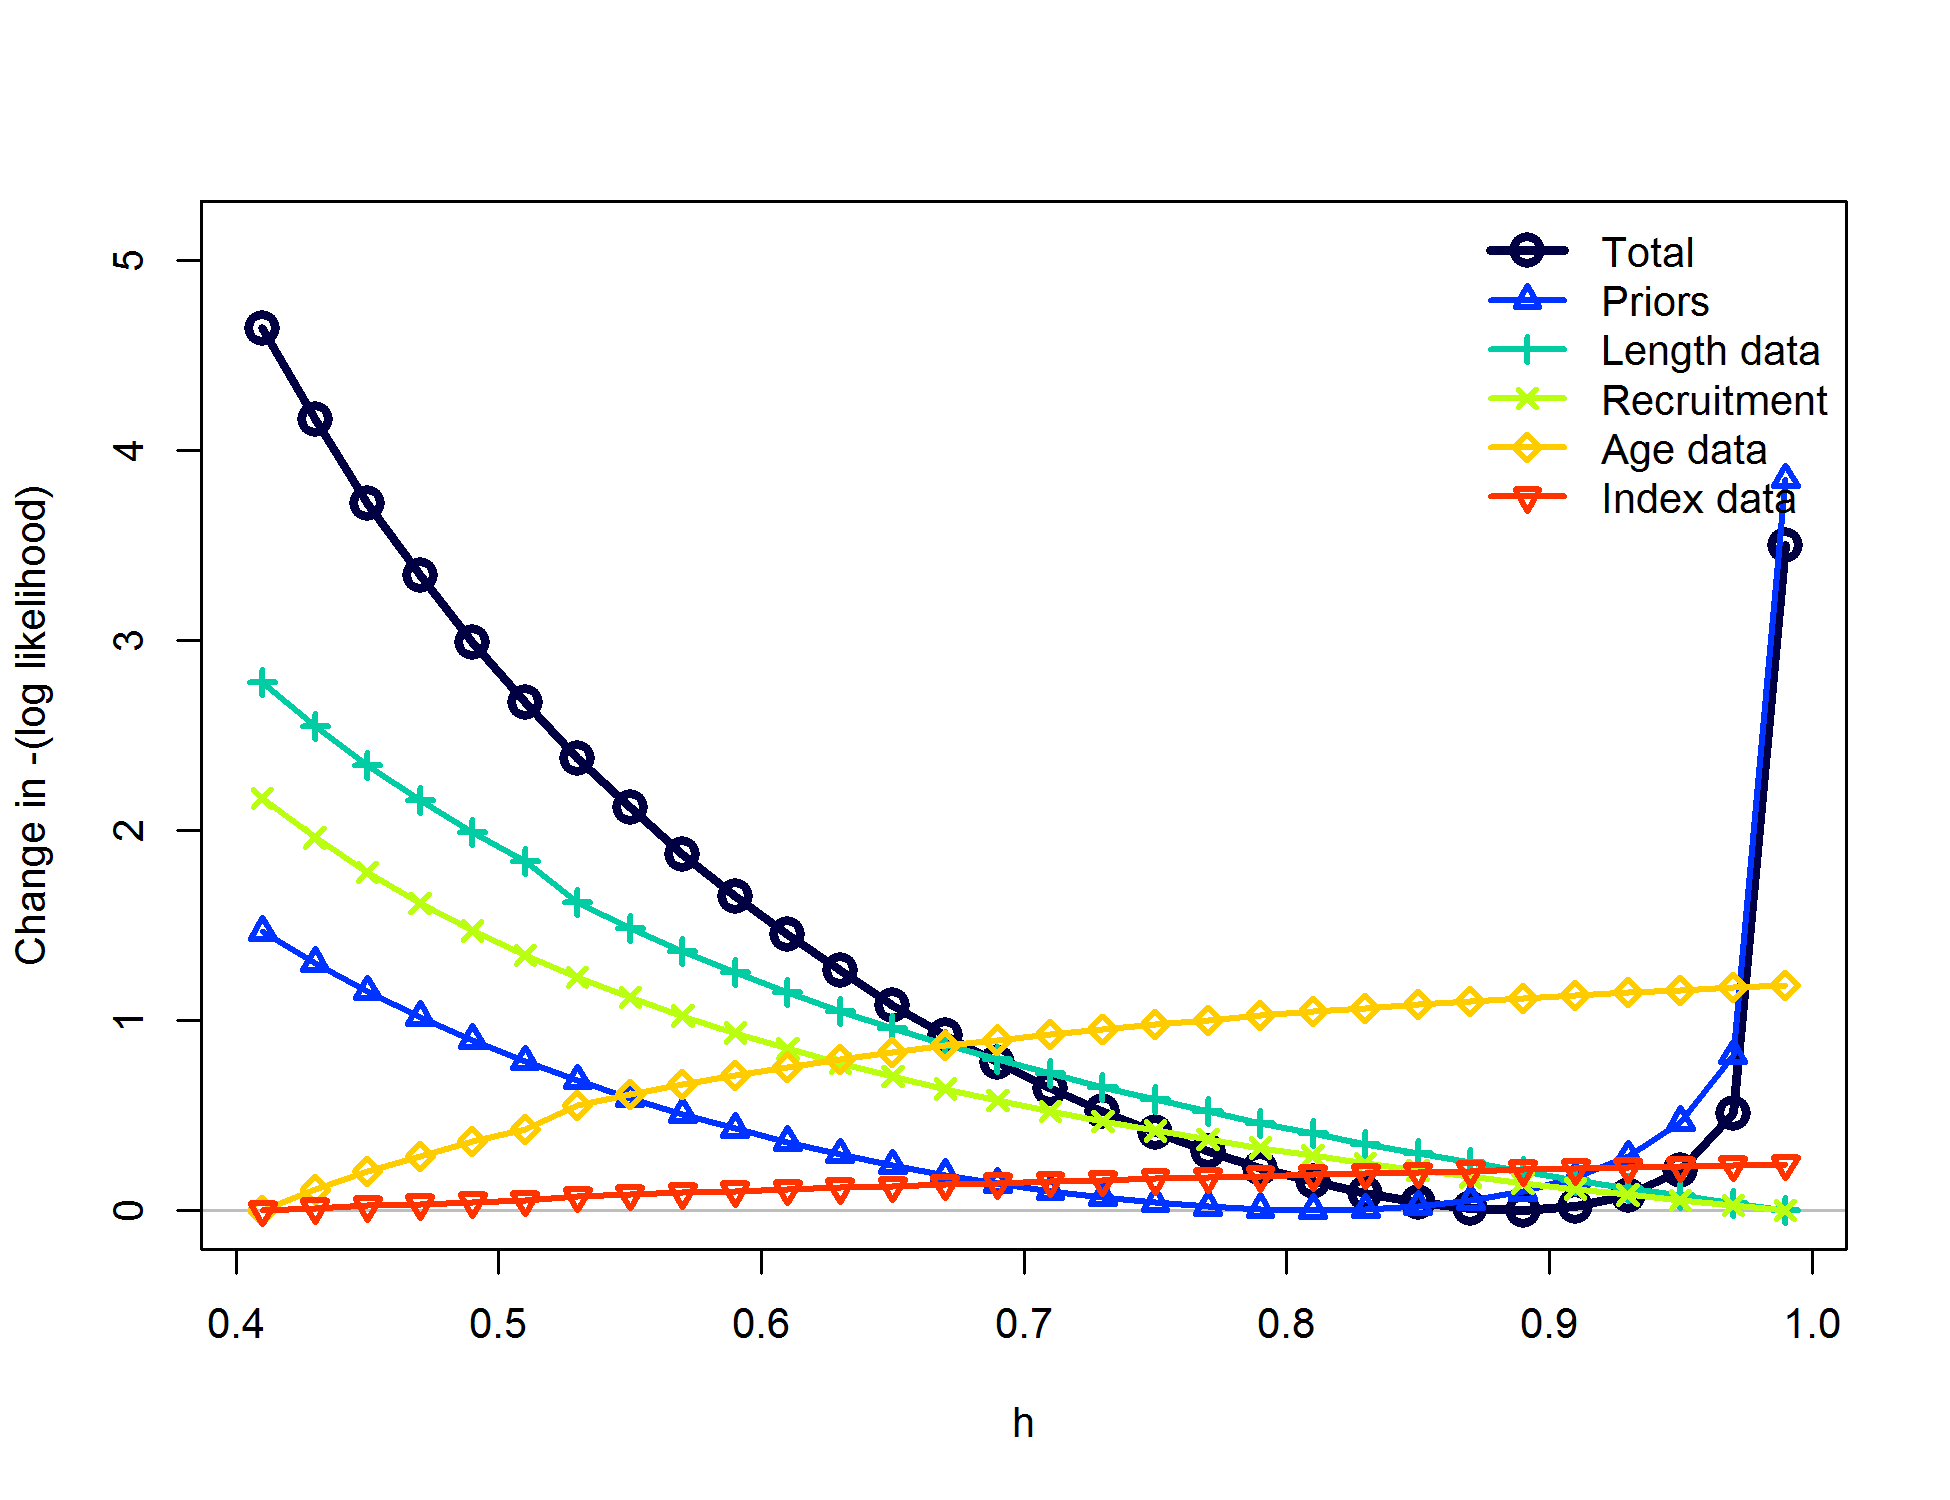 Total
Priors
Length data
Recruitment
Age data
Index data
Change in -(log likelihood)
5
4
3
2
1
0
0.4 0.5 0.6 0.7 0.8 0.9 1.0
h